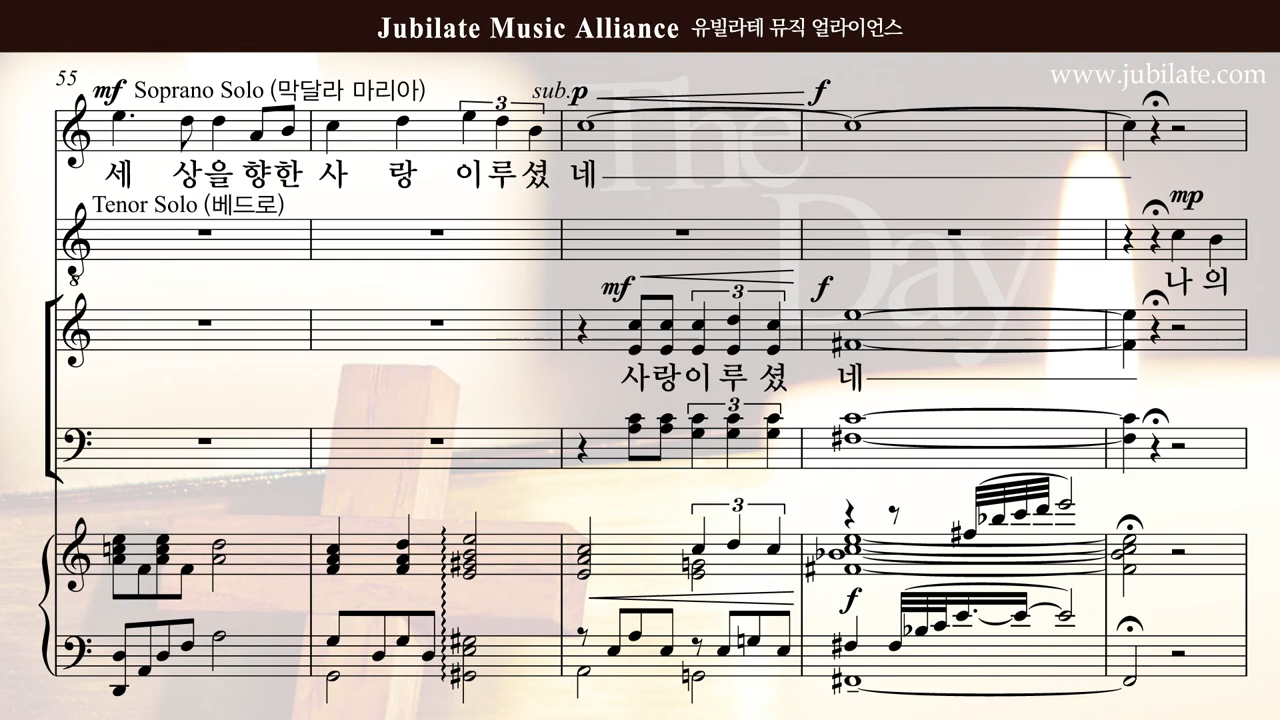 Jubilate Music Alliance 유빌라테 뮤직 얼라이언스
www.jubilate.com
The Day
55
mf Soprano Solo (막달라 마리아) sub.p f
3
세 상을 향한 사 랑 이루셨 네
Tenor Solo (베드로) mp
나 의
mf f
3
사랑이 루 셨 네
3
3
f